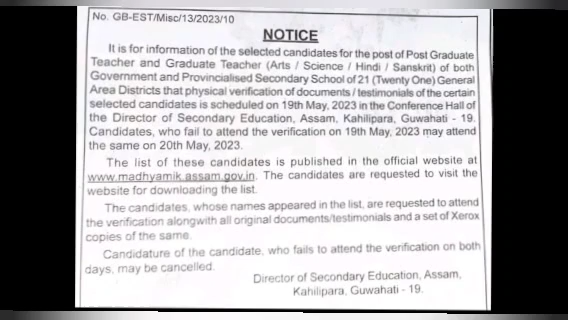 No. GB-EST/Misc/13/2023/10
NOTICE
It is for information of the selected candidates for the post of Post Graduate
Teacher and Graduate Teacher (Arts / Science / Hindi / Sanskrit) of both
Government and Provincialised Secondary School of 21 (Twenty One) General
Area Districts that physical verification of documents / testimonials of the certain
selected candidates is scheduled on 19th May, 2023 in the Conference Hall of
the Director of Secondary Education, Assam, Kahilipara, Guwahati - 19.
Candidates, who fail to attend the verification on 19th May, 2023 may attend
the same on 20th May, 2023.
The list of these candidates is published in the official website at
www.madhyamik.assam.gov.in. The candidates are requested to visit the
website for downloading the list.
The candidates, whose names appeared in the list, are requested to attend
the verification alongwith all original documents/testimonials and a set of Xerox
copies of the same.
Candidature of the candidate, who fails to attend the verification on both
days, may be cancelled.
Director of Secondary Education, Assam,
Kahilipara, Guwahati - 19.